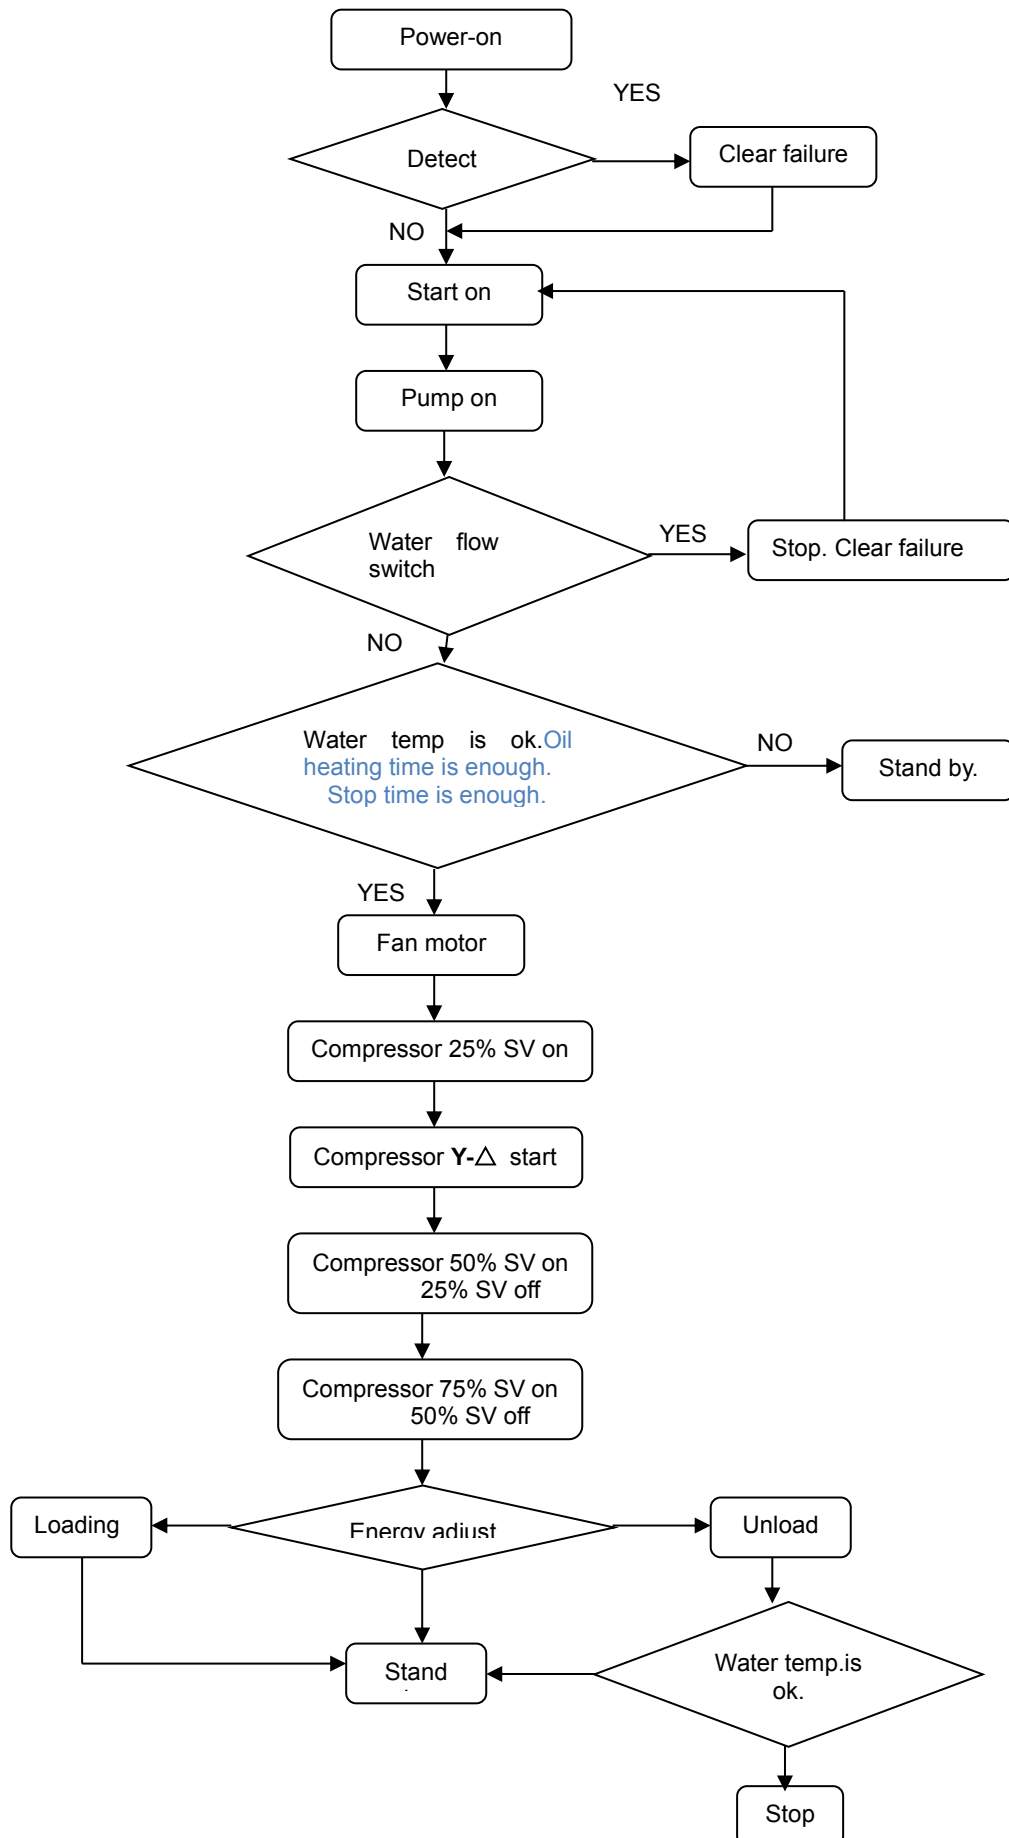 Power-on
YES
Detect
Clear failure
NO
Start on
Pump on
Water flow
switch
YES
Stop. Clear failure
NO
Water temp is ok.Oil
heating time is enough.
Stop time is enough.
NO
Stand by.
YES
Fan motor
Compressor 25% SV on
Compressor Y-△ start
Compressor 50% SV on
25% SV off
Compressor 75% SV on
50% SV off
Loading
Energy adjust
Unload
Stand
Water temp.is
ok.
Stop